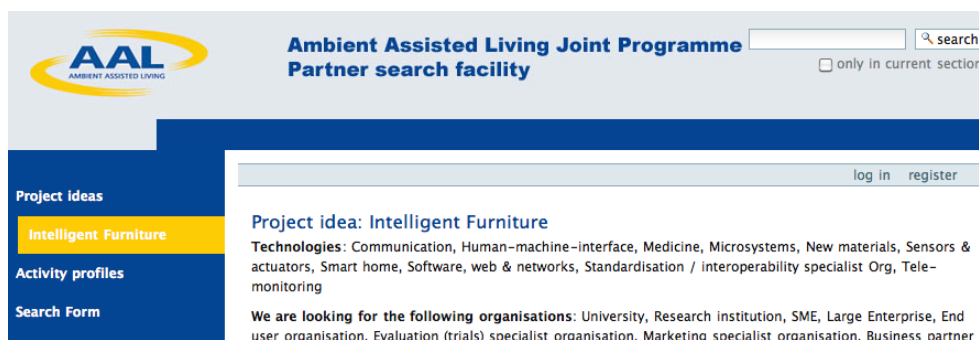 AAL
AMBIENT ASSISTED LIVING
Ambient Assisted Living Joint Programme
Partner search facility
search
only in current section
log in register
Project ideas
Intelligent Furniture
Activity profiles
Search Form
Project idea: Intelligent Furniture
Technologies: Communication, Human-machine-interface, Medicine, Microsystems, New materials, Sensors &
actuators, Smart home, Software, web & networks, Standardisation / interoperability specialist Org, Tele-
monitoring
We are looking for the following organisations: University, Research institution, SME, Large Enterprise, End
user organisation, Evaluation (trials) specialist organisation, Marketing specialist organisation, Business partner